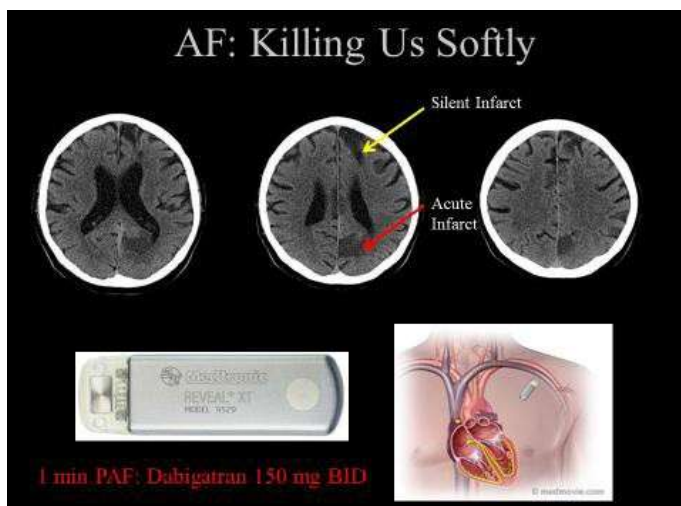 AF: Killing Us Softly
Silent Infarct
Acute
Infarct
Medtronic
REVEAL® XT
MODEL 9529
1 min PAF: Dabigatran 150 mg BID
© medmovie.com